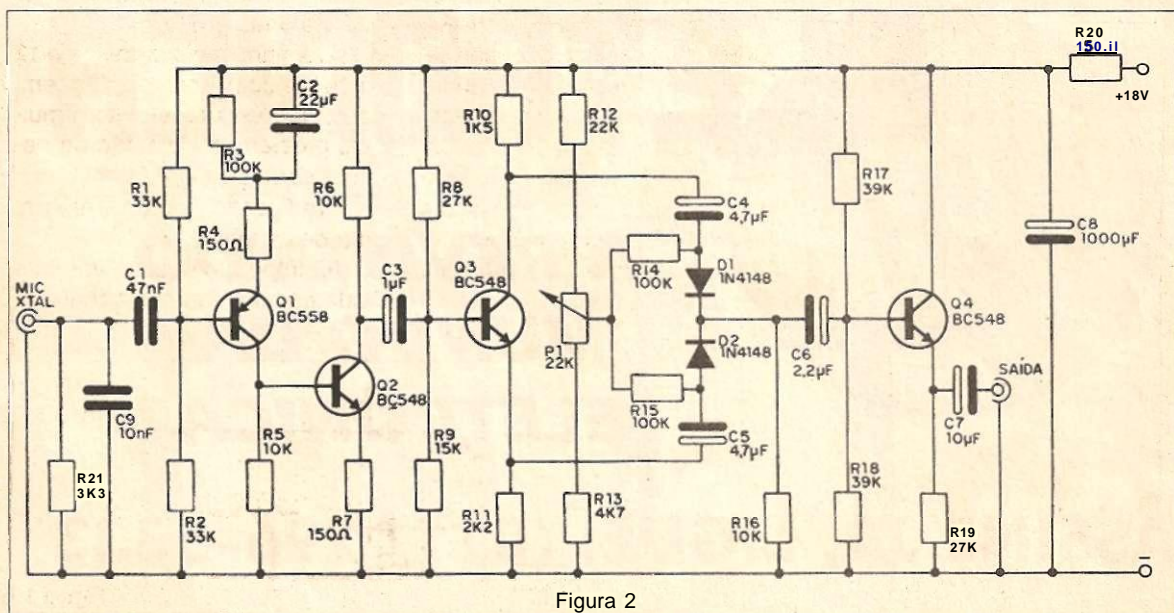 R20
150.il
+18V
C2
22µF
R3
100K
R1
33K
R4
150Ω
C1
47nF
MIC
XTAL
Q1
BC558
R6
10K
R8
27K
C3
1µF
Q3
BC548
R10
1K5
R12
22K
R14
100K
P1
22K
R15
100K
C4
4,7µF
D1
1N4148
D2
1N4148
C5
4,7µF
C6
2,2µF
R17
39K
Q4
BC548
SAÍDA
C7
10µF
C8
1000µF
Q2
BC548
C9
10nF
R21
3K3
R2
33K
R5
10K
R7
150Ω
R9
15K
R11
2K2
R13
4K7
R16
10K
R18
39K
R19
27K
–
Figura 2